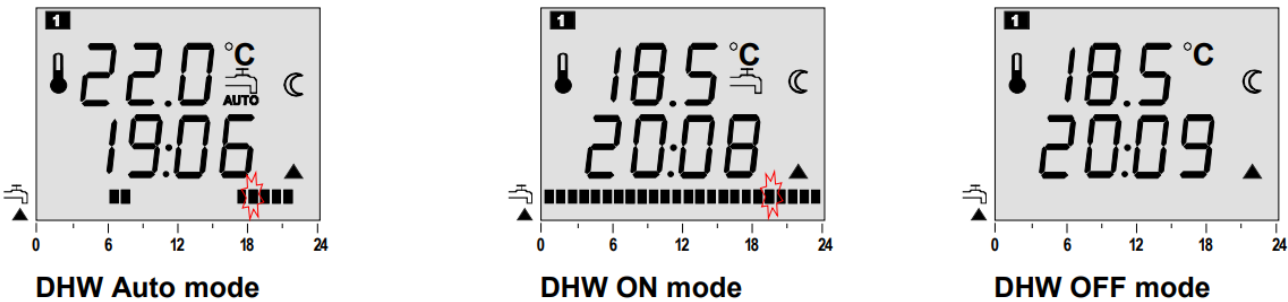 1
22.0 °C
AUTO
19:06
0 6 12 18 24
DHW Auto mode
1
18.5 °C
20:08
0 6 12 18 24
DHW ON mode
1
18.5 °C
20:09
0 6 12 18 24
DHW OFF mode